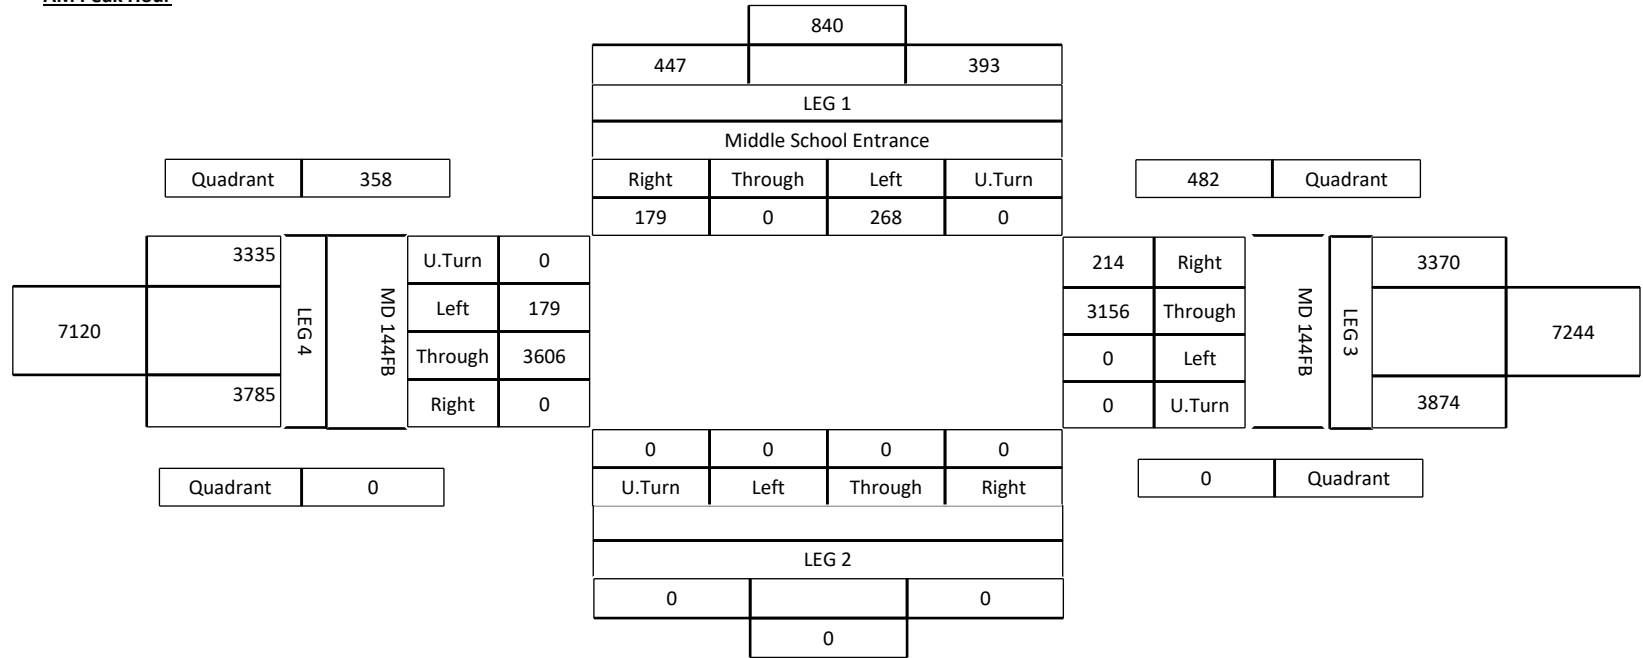 AM Peak Hour
840
447 393
LEG 1
Middle School Entrance
Quadrant 358
Right Through Left U.Turn
482 Quadrant
179 0 268 0
3335
3785
7120
LEG 4
MD 144FB
U.Turn 0
Left 179
Through 3606
Right 0
214 Right
3156 Through
0 Left
0 U.Turn
MD 144FB
LEG 3
3370
7244
3874
0 0 0 0
U.Turn Left Through Right
Quadrant 0
0 Quadrant
LEG 2
0 0
0